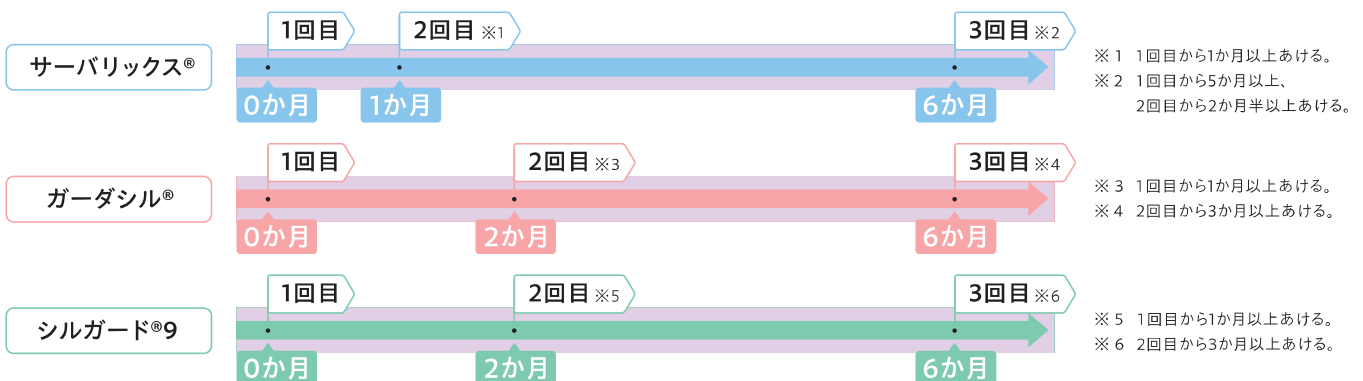 1回目
2回目 ※1
3回目 ※2
サーバリックス®
0か月
1か月
6か月
※1 1回目から1か月以上あける。
※2 1回目から5か月以上、
2回目から2か月半以上あける。
1回目
2回目 ※3
3回目 ※4
ガーダシル®
0か月
2か月
6か月
※3 1回目から1か月以上あける。
※4 2回目から3か月以上あける。
1回目
2回目 ※5
3回目 ※6
シルガード®9
0か月
2か月
6か月
※5 1回目から1か月以上あける。
※6 2回目から3か月以上あける。